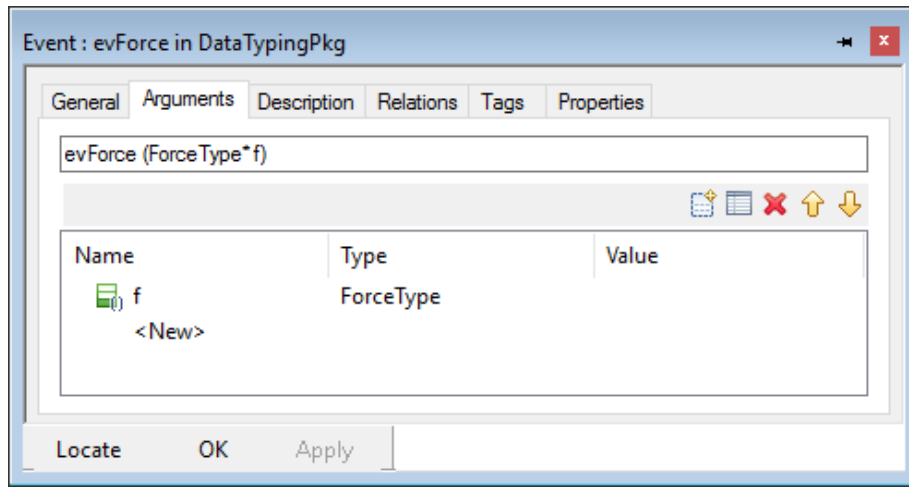 Event : evForce in DataTypingPkg
x
General Arguments Description Relations Tags Properties
evForce (ForceType* f)
Name Type Value
f ForceType
<New>
Locate OK Apply